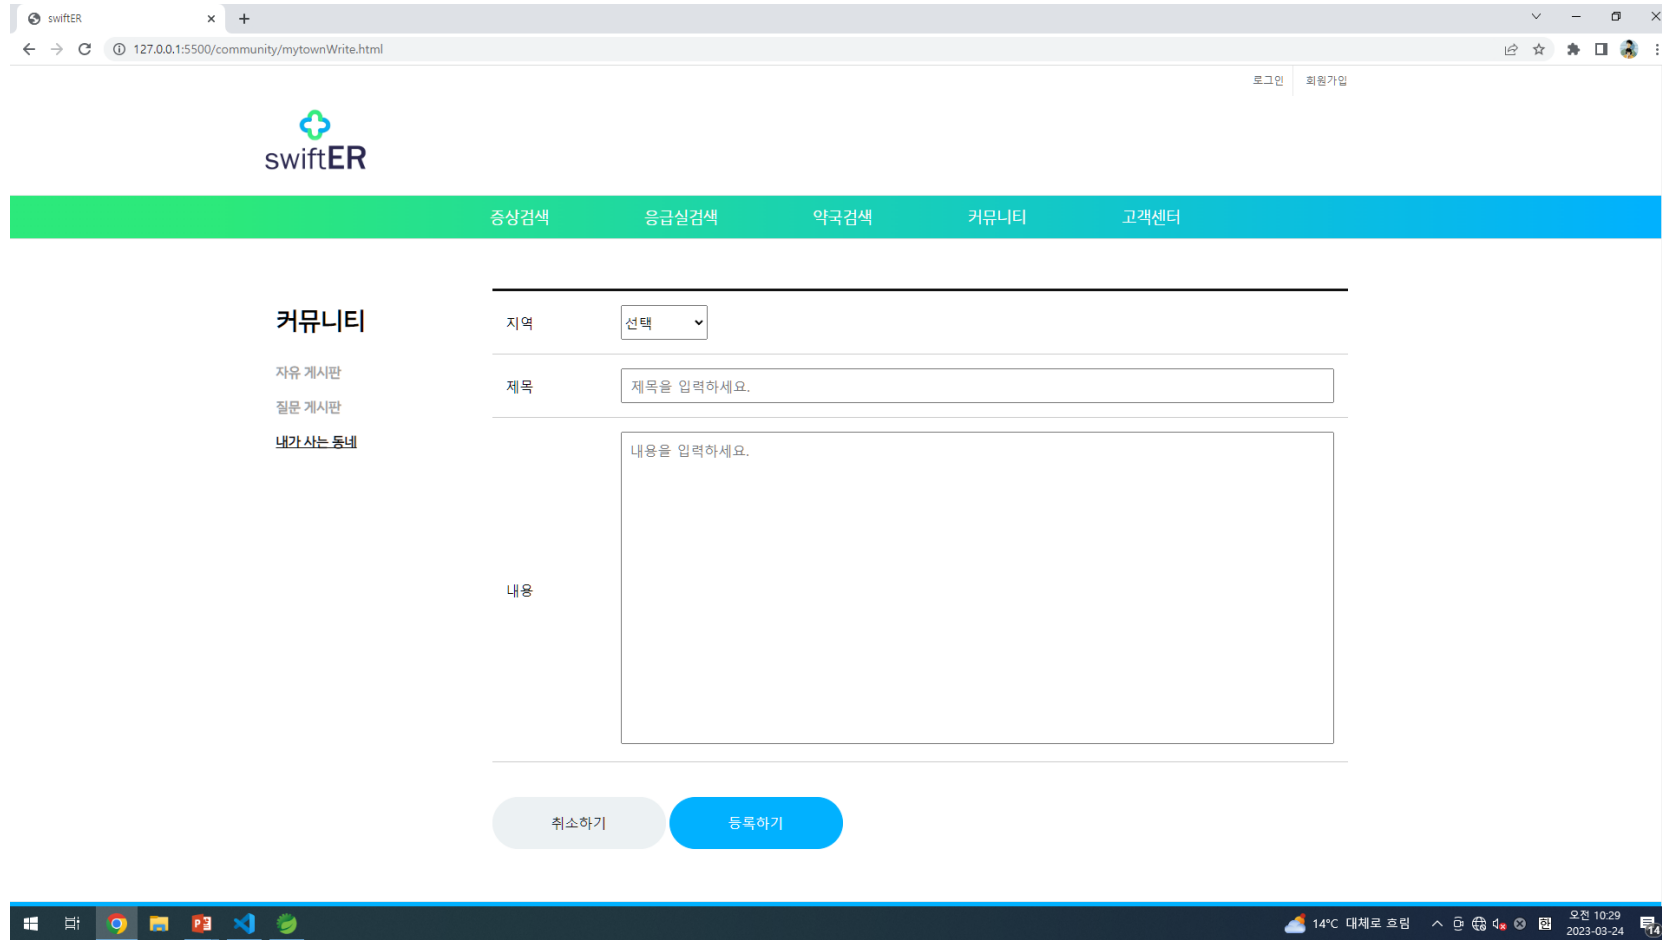 swiftER
127.0.0.1:5500/community/mytownWrite.html
로그인 회원가입
swiftER
증상검색 응급실검색 약국검색 커뮤니티 고객센터
커뮤니티
자유 게시판
질문 게시판
내가 사는 동네
지역 선택
제목 제목을 입력하세요.
내용 내용을 입력하세요.
취소하기 등록하기
14°C 대체로 흐림
오전 10:29
2023-03-24
14